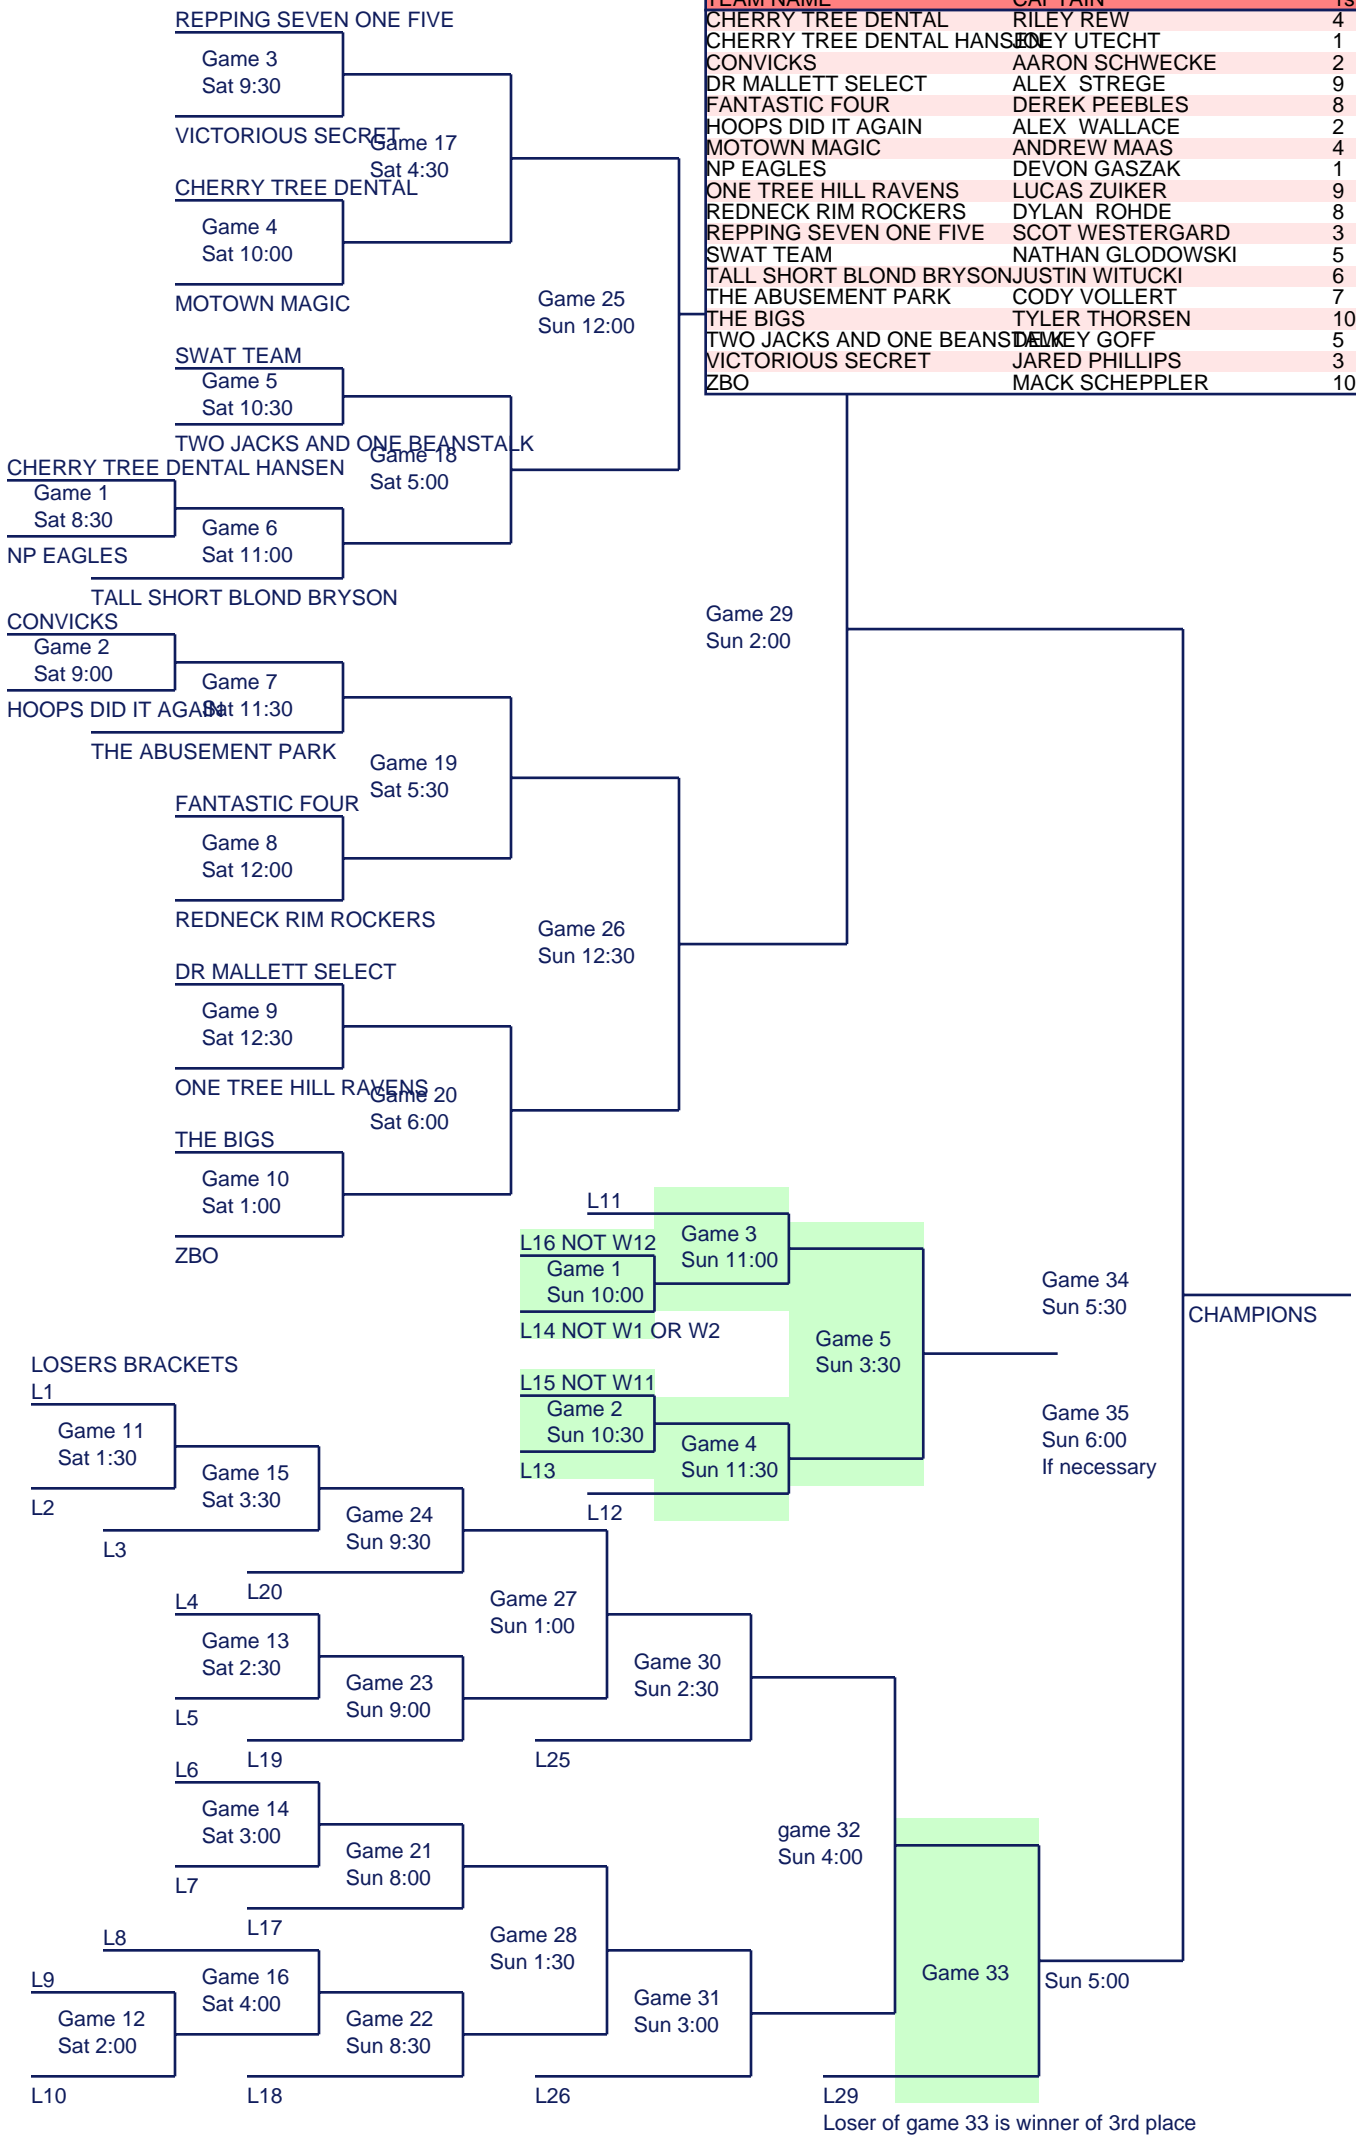 TEAM NAME CAPTAIN
CHERRY TREE DENTAL RILEY REW 4
CHERRY TREE DENTAL HANSEN JOEY UTECHT 1
CONVICKS AARON SCHWECKE 2
DR MALLETT SELECT ALEX STREGE 9
FANTASTIC FOUR DEREK PEEBLES 8
HOOPS DID IT AGAIN ALEX WALLACE 2
MOTOWN MAGIC ANDREW MAAS 4
NP EAGLES DEVON GASZAK 1
ONE TREE HILL RAVENS LUCAS ZUIKER 9
REDNECK RIM ROCKERS DYLAN ROHDE 8
REPPING SEVEN ONE FIVE SCOT WESTERGARD 3
SWAT TEAM NATHAN GLODOWSKI 5
TALL SHORT BLOND BRYSON JUSTIN WITUCKI 6
THE ABUSEMENT PARK CODY VOLLERT 7
THE BIGS TYLER THORSEN 10
TWO JACKS AND ONE BEANSTALK GOFF 5
VICTORIOUS SECRET JARED PHILLIPS 3
ZBO MACK SCHEPPLER 10
REPPING SEVEN ONE FIVE
Game 3
Sat 9:30
VICTORIOUS SECRET
Game 17
Sat 4:30
CHERRY TREE DENTAL
Game 4
Sat 10:00
MOTOWN MAGIC
Game 25
Sun 12:00
SWAT TEAM
Game 5
Sat 10:30
TWO JACKS AND ONE BEANSTALK
Game 18
Sat 5:00
CHERRY TREE DENTAL HANSEN
Game 1
Sat 8:30
NP EAGLES
Game 6
Sat 11:00
TALL SHORT BLOND BRYSON
CONVICKS
Game 2
Sat 9:00
HOOPS DID IT AGAIN
Game 7
Sat 11:30
THE ABUSEMENT PARK
Game 29
Sun 2:00
Game 19
Sat 5:30
FANTASTIC FOUR
Game 8
Sat 12:00
REDNECK RIM ROCKERS
Game 26
Sun 12:30
DR MALLETT SELECT
Game 9
Sat 12:30
ONE TREE HILL RAVENS
Game 20
Sat 6:00
THE BIGS
Game 10
Sat 1:00
ZBO
L11
Game 3
Sun 11:00
L16 NOT W12
Game 1
Sun 10:00
L14 NOT W1 OR W2
Game 5
Sun 3:30
L15 NOT W11
Game 2
Sun 10:30
L13
Game 4
Sun 11:30
L12
Game 34
Sun 5:30
CHAMPIONS
Game 35
Sun 6:00
If necessary
LOSERS BRACKETS
L1
Game 11
Sat 1:30
L2
Game 15
Sat 3:30
L3
Game 24
Sun 9:30
L20
L4
Game 13
Sat 2:30
L5
Game 23
Sun 9:00
L19
Game 27
Sun 1:00
Game 30
Sun 2:30
L25
L6
Game 14
Sat 3:00
L7
Game 21
Sun 8:00
L17
game 32
Sun 4:00
L8
Game 16
Sat 4:00
L9
Game 12
Sat 2:00
L10
Game 22
Sun 8:30
L18
Game 28
Sun 1:30
Game 31
Sun 3:00
L26
Game 33
Sun 5:00
L29
Loser of game 33 is winner of 3rd place